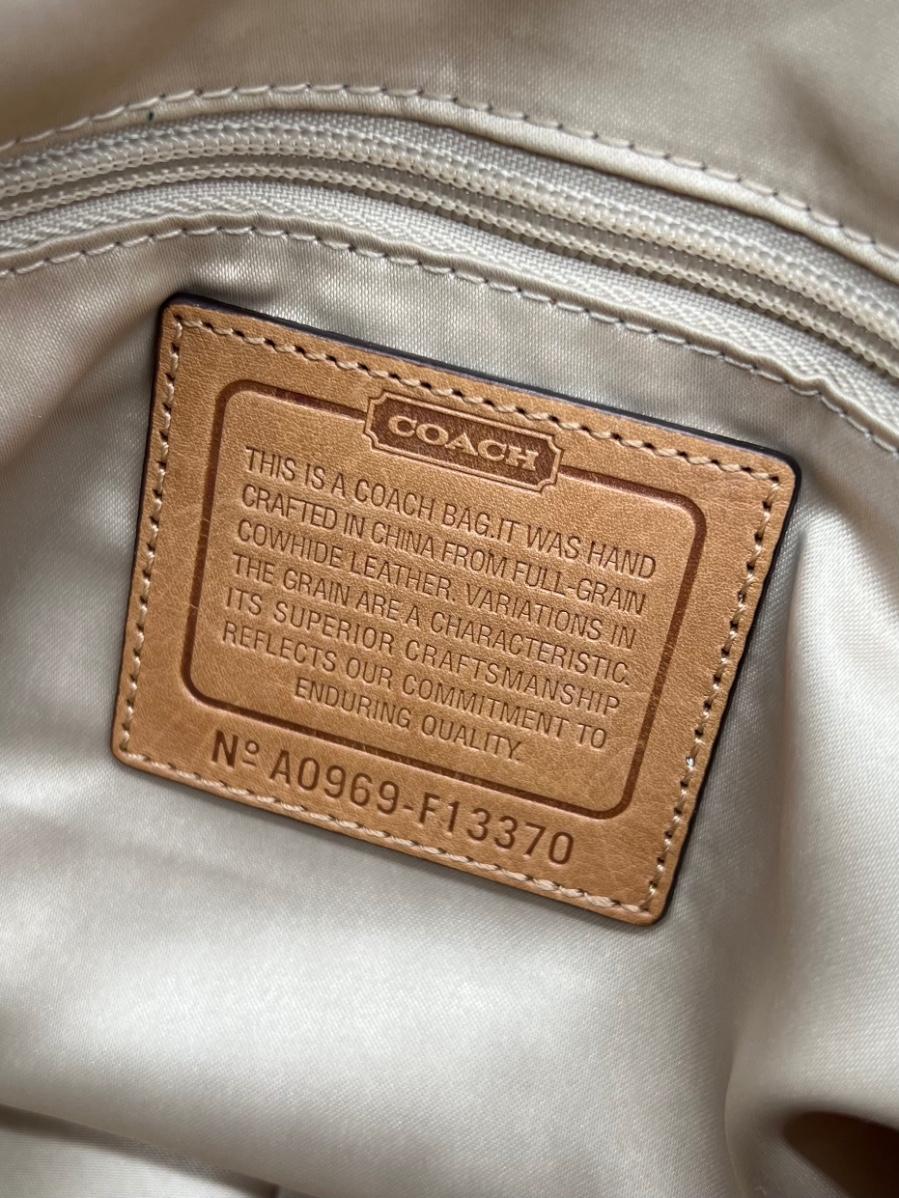 COACH
THIS IS A COACH BAG.IT WAS HAND
CRAFTED IN CHINA FROM FULL-GRAIN
COWHIDE LEATHER. VARIATIONS IN
THE GRAIN ARE A CHARACTERISTIC.
ITS SUPERIOR CRAFTSMANSHIP
REFLECTS OUR COMMITMENT TO
ENDURING QUALITY.
Nº A0969-F13370